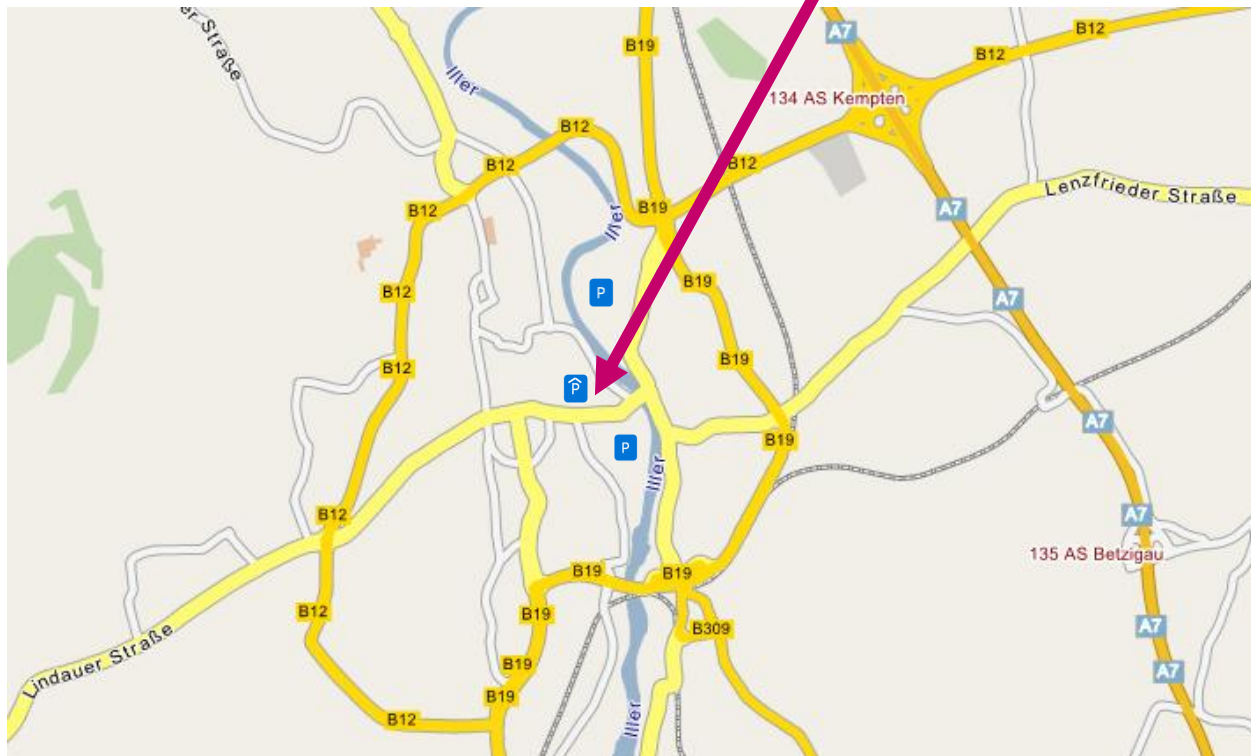 er Straße
Iller
B19
A7
B12
B12
134 AS Kempten
B12
B12
B12
Lenzfrieder Straße
B12
B19
Iller
A7
B19
P
B12
A7
B19
B12
P
A7
B19
P
Iller
B12
A7
135 AS Betzigau
B19
B19
B12
B19
B309
A7
Lindauer Straße
B19
A7
B19
B12
Iller